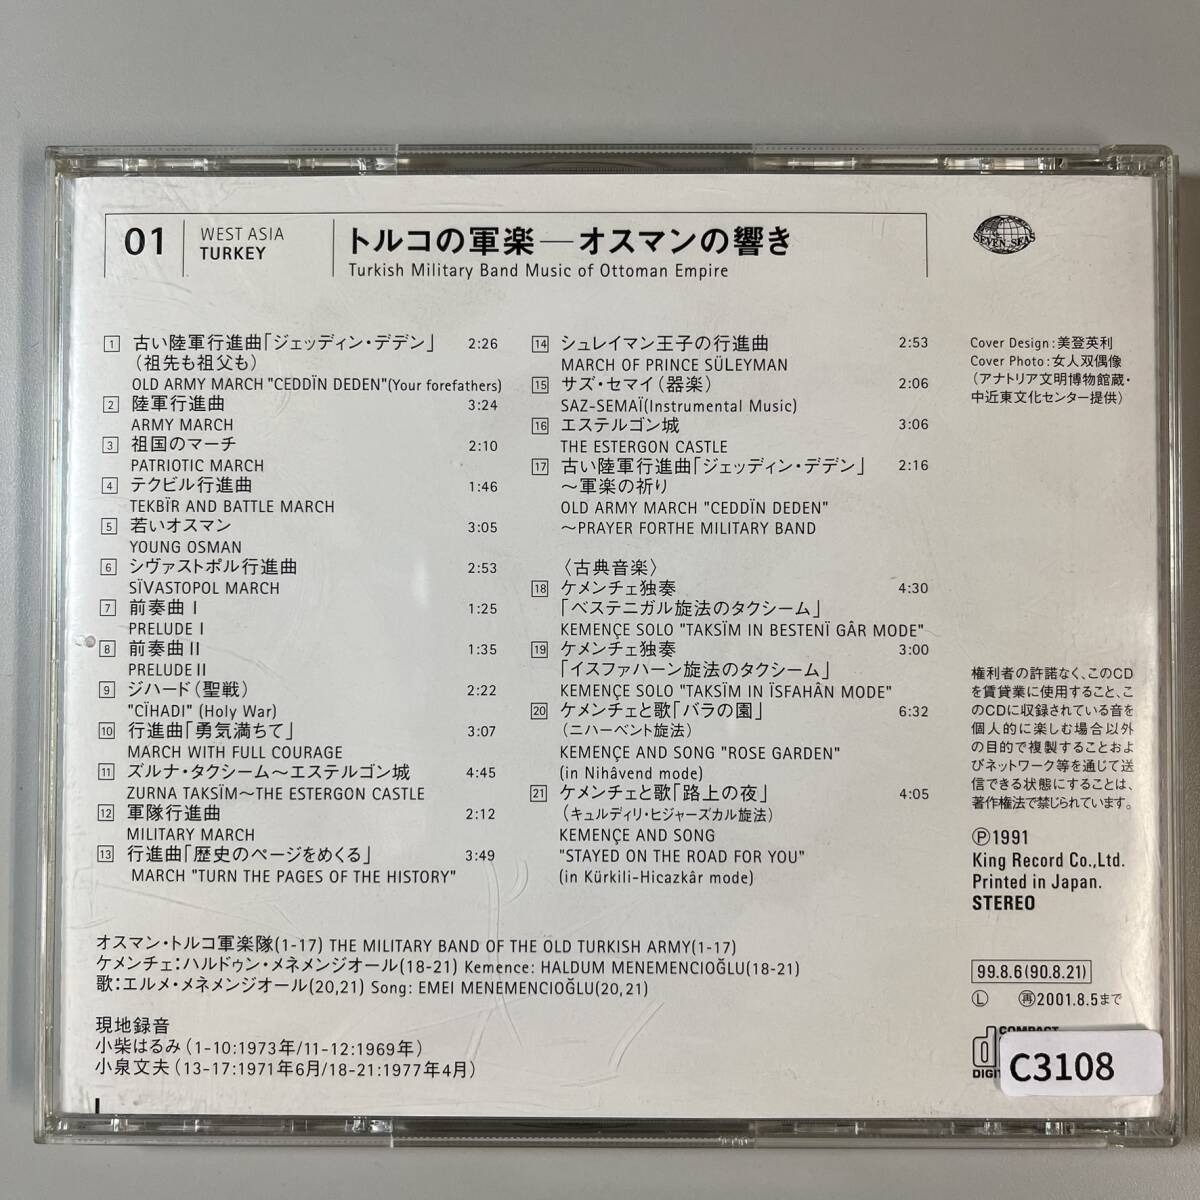 01
WEST ASIA
TURKEY
トルコの軍楽—オスマンの響き
Turkish Military Band Music of Ottoman Empire
SEVEN SEAS
1 古い陸軍行進曲「ジェッディン・デデン」 2:26
（祖先も祖父も）
OLD ARMY MARCH "CEDDÏN DEDEN"(Your forefathers)
2 陸軍行進曲 3:24
ARMY MARCH
3 祖国のマーチ 2:10
PATRIOTIC MARCH
4 テクビル行進曲 1:46
TEKBÏR AND BATTLE MARCH
5 若いオスマン 3:05
YOUNG OSMAN
6 シヴァストポル行進曲 2:53
SÏVASTOPOL MARCH
7 前奏曲 I 1:25
PRELUDE I
8 前奏曲 II 1:35
PRELUDE II
9 ジハード（聖戦） 2:22
"CÏHADI" (Holy War)
10 行進曲「勇気満ちて」 3:07
MARCH WITH FULL COURAGE
11 ズルナ・タクシーム〜エステルゴン城 4:45
ZURNA TAKSÏM〜THE ESTERGON CASTLE
12 軍隊行進曲 2:12
MILITARY MARCH
13 行進曲「歴史のページをめくる」 3:49
MARCH "TURN THE PAGES OF THE HISTORY"
14 シュレイマン王子の行進曲 2:53
MARCH OF PRINCE SÜLEYMAN
15 サズ・セマイ（器楽） 2:06
SAZ-SEMAÏ(Instrumental Music)
16 エステルゴン城 3:06
THE ESTERGON CASTLE
17 古い陸軍行進曲「ジェッディン・デデン」 2:16
〜軍楽の祈り
OLD ARMY MARCH "CEDDÏN DEDEN"
〜PRAYER FORTHE MILITARY BAND
〈古典音楽〉
18 ケメンチェ独奏 4:30
「ベステニガル旋法のタクシーム」
KEMENÇE SOLO "TAKSÏM IN BESTENÏ GÂR MODE"
19 ケメンチェ独奏 3:00
「イスファハーン旋法のタクシーム」
KEMENÇE SOLO "TAKSÏM IN ÏSFAHÂN MODE"
20 ケメンチェと歌「バラの園」 6:32
（ニハーベント旋法）
KEMENÇE AND SONG "ROSE GARDEN"
(in Nihâvend mode)
21 ケメンチェと歌「路上の夜」 4:05
（キュルディリ・ヒジャーズカル旋法）
KEMENÇE AND SONG
"STAYED ON THE ROAD FOR YOU"
(in Kürkili-Hicazkâr mode)
Cover Design：美登英利
Cover Photo：女人双偶像
（アナトリア文明博物館蔵・
中近東文化センター提供）
権利者の許諾なく、このCD
を賃貸業に使用すること、こ
のCDに収録されている音を
個人的に楽しむ場合以外
の目的で複製することおよ
びネットワーク等を通じて送
信できる状態にすることは、
著作権法で禁じられています。
Ⓟ1991
King Record Co.,Ltd.
Printed in Japan.
STEREO
99.8.6(90.8.21)
Ⓛ 再2001.8.5まで
COMPACT
DIGI
C3108
オスマン・トルコ軍楽隊(1-17) THE MILITARY BAND OF THE OLD TURKISH ARMY(1-17)
ケメンチェ：ハルドゥン・メネメンジオール(18-21) Kemence: HALDUM MENEMENCIOĞLU(18-21)
歌：エルメ・メネメンジオール(20,21) Song: EMEI MENEMENCIOĞLU(20,21)
現地録音
小柴はるみ（1-10:1973年/11-12:1969年）
小泉文夫（13-17:1971年6月/18-21:1977年4月）